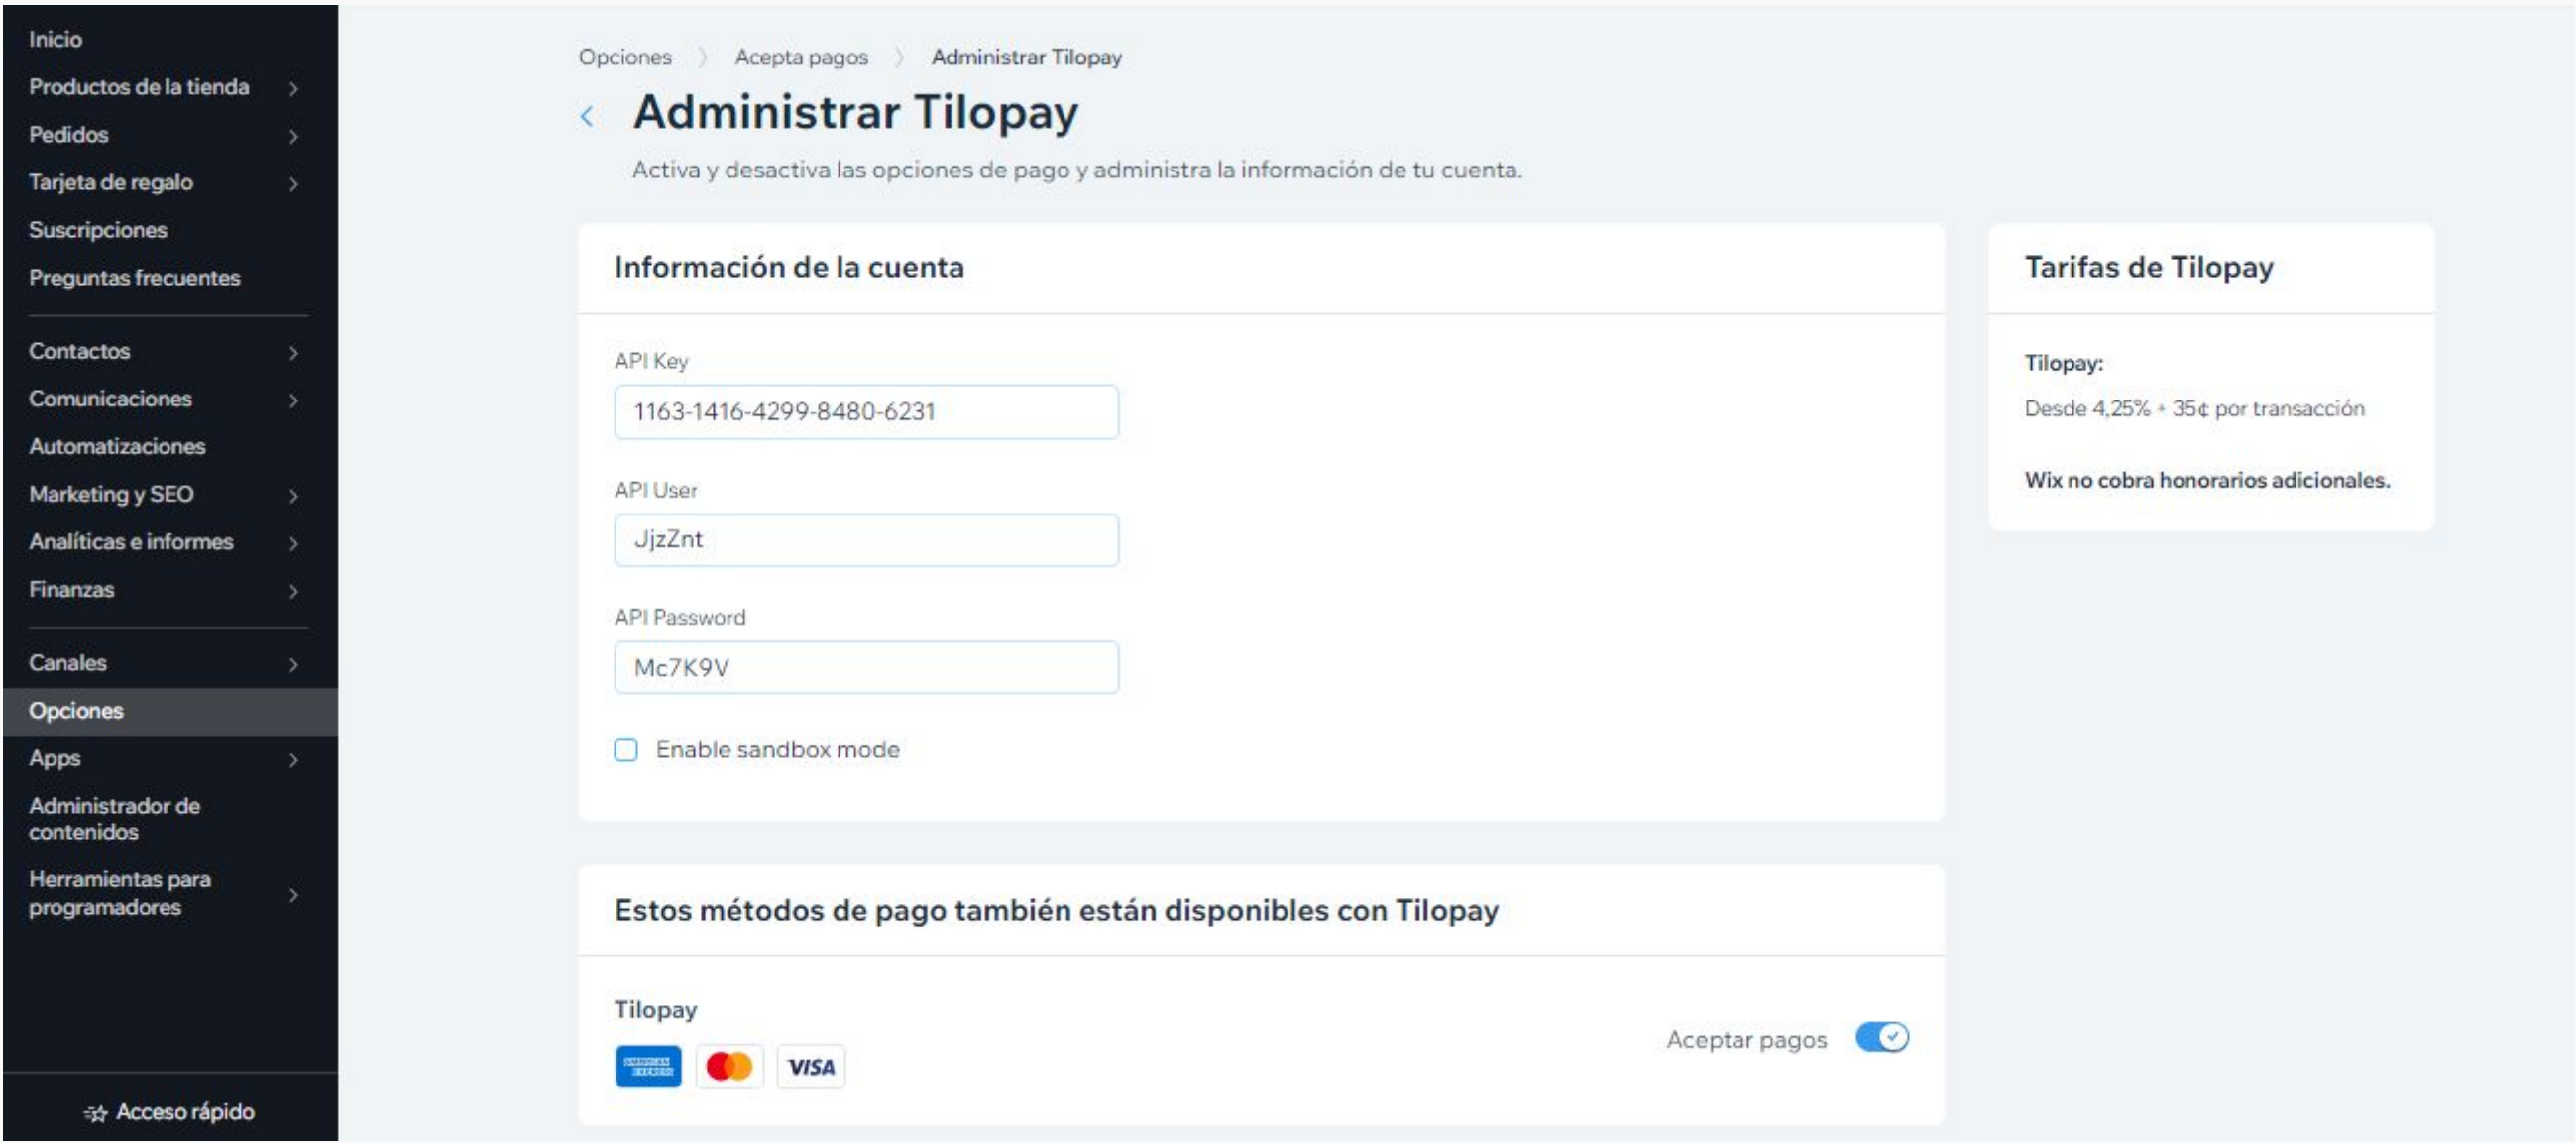 Inicio
Productos de la tienda
Pedidos
Tarjeta de regalo
Suscripciones
Preguntas frecuentes
Contactos
Comunicaciones
Automatizaciones
Marketing y SEO
Analíticas e informes
Finanzas
Canales
Opciones
Apps
Administrador de
contenidos
Herramientas para
programadores
Acceso rápido
Opciones > Acepta pagos > Administrar Tilopay
Administrar Tilopay
Activa y desactiva las opciones de pago y administra la información de tu cuenta.
Información de la cuenta
API Key
1163-1416-4299-8480-6231
API User
JjzZnt
API Password
Mc7K9V
Enable sandbox mode
Estos métodos de pago también están disponibles con Tilopay
Tilopay
AMERICAN
EXPRESS
VISA
Aceptar pagos
Tarifas de Tilopay
Tilopay:
Desde 4,25% + 35¢ por transacción
Wix no cobra honorarios adicionales.